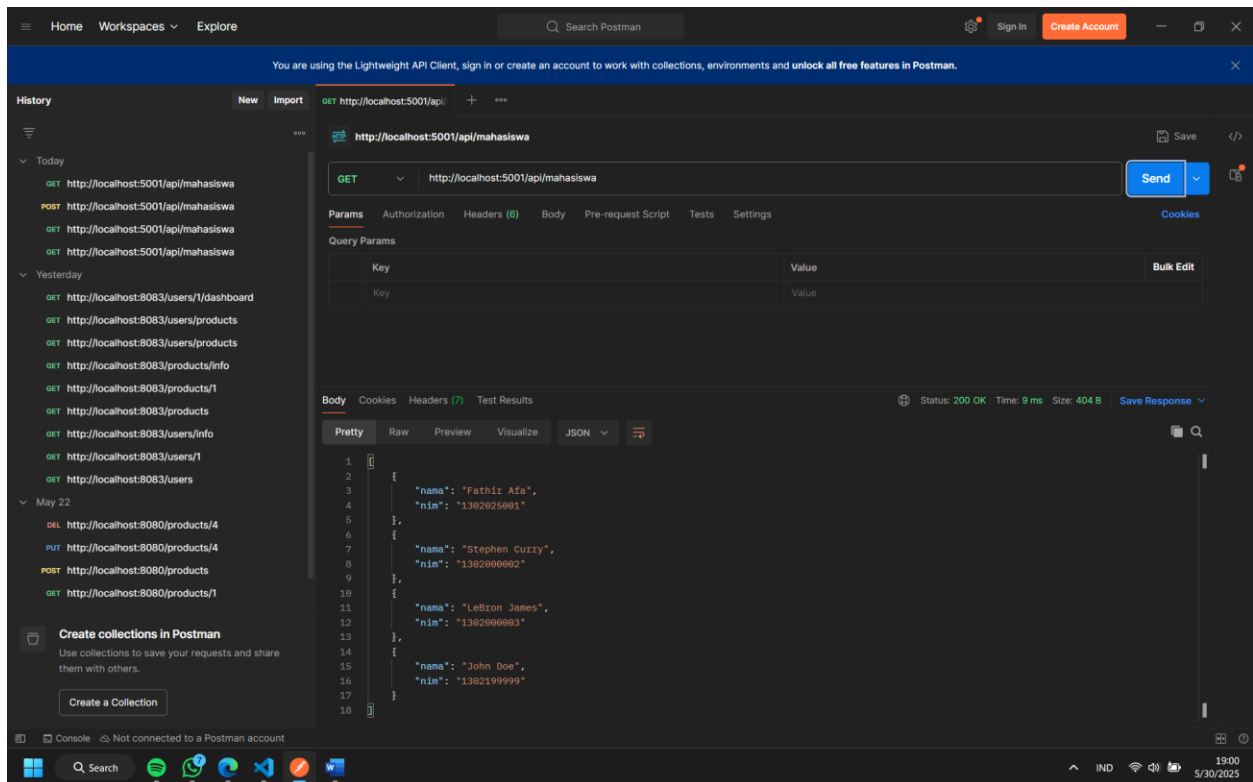 Home Workspaces Explore Search Postman Sign In Create Account
You are using the Lightweight API Client, sign in or create an account to work with collections, environments and unlock all free features in Postman.
History New Import GET http://localhost:5001/api/
http://localhost:5001/api/mahasiswa Save
Today
GET http://localhost:5001/api/mahasiswa
POST http://localhost:5001/api/mahasiswa
GET http://localhost:5001/api/mahasiswa
GET http://localhost:5001/api/mahasiswa
Yesterday
GET http://localhost:8083/users/1/dashboard
GET http://localhost:8083/users/products
GET http://localhost:8083/users/products
GET http://localhost:8083/products/info
GET http://localhost:8083/products/1
GET http://localhost:8083/products
GET http://localhost:8083/users/info
GET http://localhost:8083/users/1
GET http://localhost:8083/users
May 22
DEL http://localhost:8080/products/4
PUT http://localhost:8080/products/4
POST http://localhost:8080/products
GET http://localhost:8080/products/1
Create collections in Postman
Use collections to save your requests and share
them with others.
Create a Collection
GET http://localhost:5001/api/mahasiswa Send
Params Authorization Headers (6) Body Pre-request Script Tests Settings Cookies
Query Params
Key Value Bulk Edit
Key Value
Body Cookies Headers (7) Test Results Status: 200 OK Time: 9 ms Size: 404 B Save Response
Pretty Raw Preview Visualize JSON
1 [
2 {
3 "nama": "Fathir Afa",
4 "nim": "1302025001"
5 },
6 {
7 "nama": "Stephen Curry",
8 "nim": "1302000002"
9 },
10 {
11 "nama": "LeBron James",
12 "nim": "1302000003"
13 },
14 {
15 "nama": "John Doe",
16 "nim": "1302199999"
17 }
18 ]
Console Not connected to a Postman account
Search 7 IND 19:00
5/30/2025